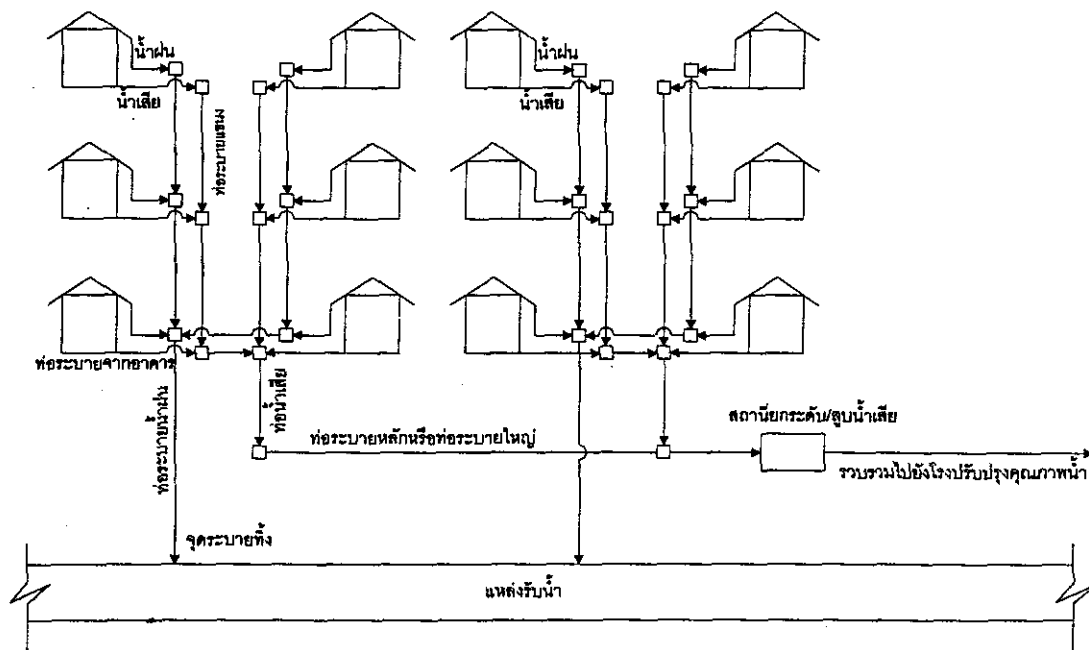 น้ำฝน
น้ำเสีย
ท่อระบายแขนง
น้ำฝน
น้ำเสีย
ท่อระบายจากอาคาร
ท่อระบายน้ำฝน
ท่อน้ำเสีย
ท่อระบายหลักหรือท่อระบายใหญ่
สถานียกระดับ/สูบน้ำเสีย
รวบรวมไปยังโรงปรับปรุงคุณภาพน้ำ
จุดระบายทิ้ง
แหล่งรับน้ำ